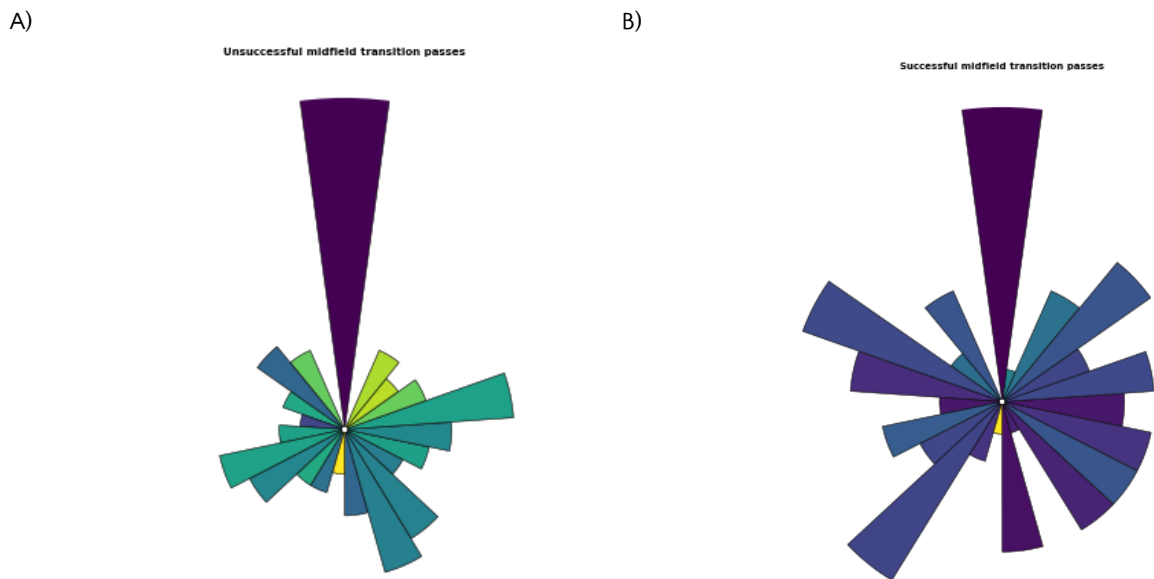 A)
B)
Unsuccessful midfield transition passes
Successful midfield transition passes